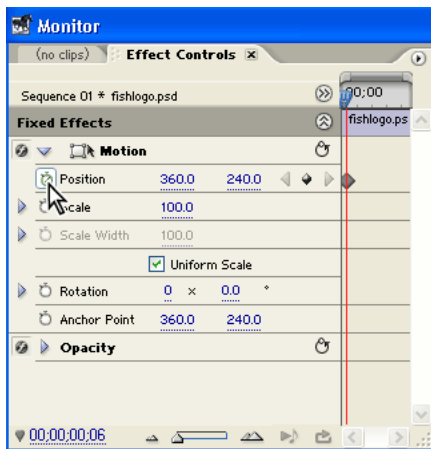 Monitor
(no clips) Effect Controls x
Sequence 01 * fishlogo.psd 00;00
Fixed Effects fishlogo.ps
Motion
Position 360.0 240.0
Scale 100.0
Scale Width 100.0
Uniform Scale
Rotation 0 x 0.0 °
Anchor Point 360.0 240.0
Opacity
00;00;00;06